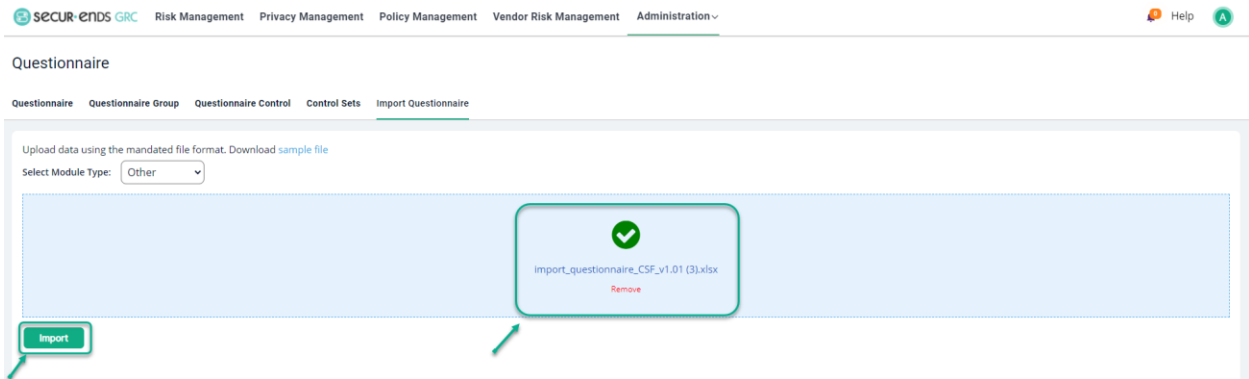 SECUR·ENDS GRC Risk Management Privacy Management Policy Management Vendor Risk Management Administration Help A
Questionnaire
Questionnaire Questionnaire Group Questionnaire Control Control Sets Import Questionnaire
Upload data using the mandated file format. Download sample file
Select Module Type: Other
import_questionnaire_CSF_v1.01 (3).xlsx
Remove
Import